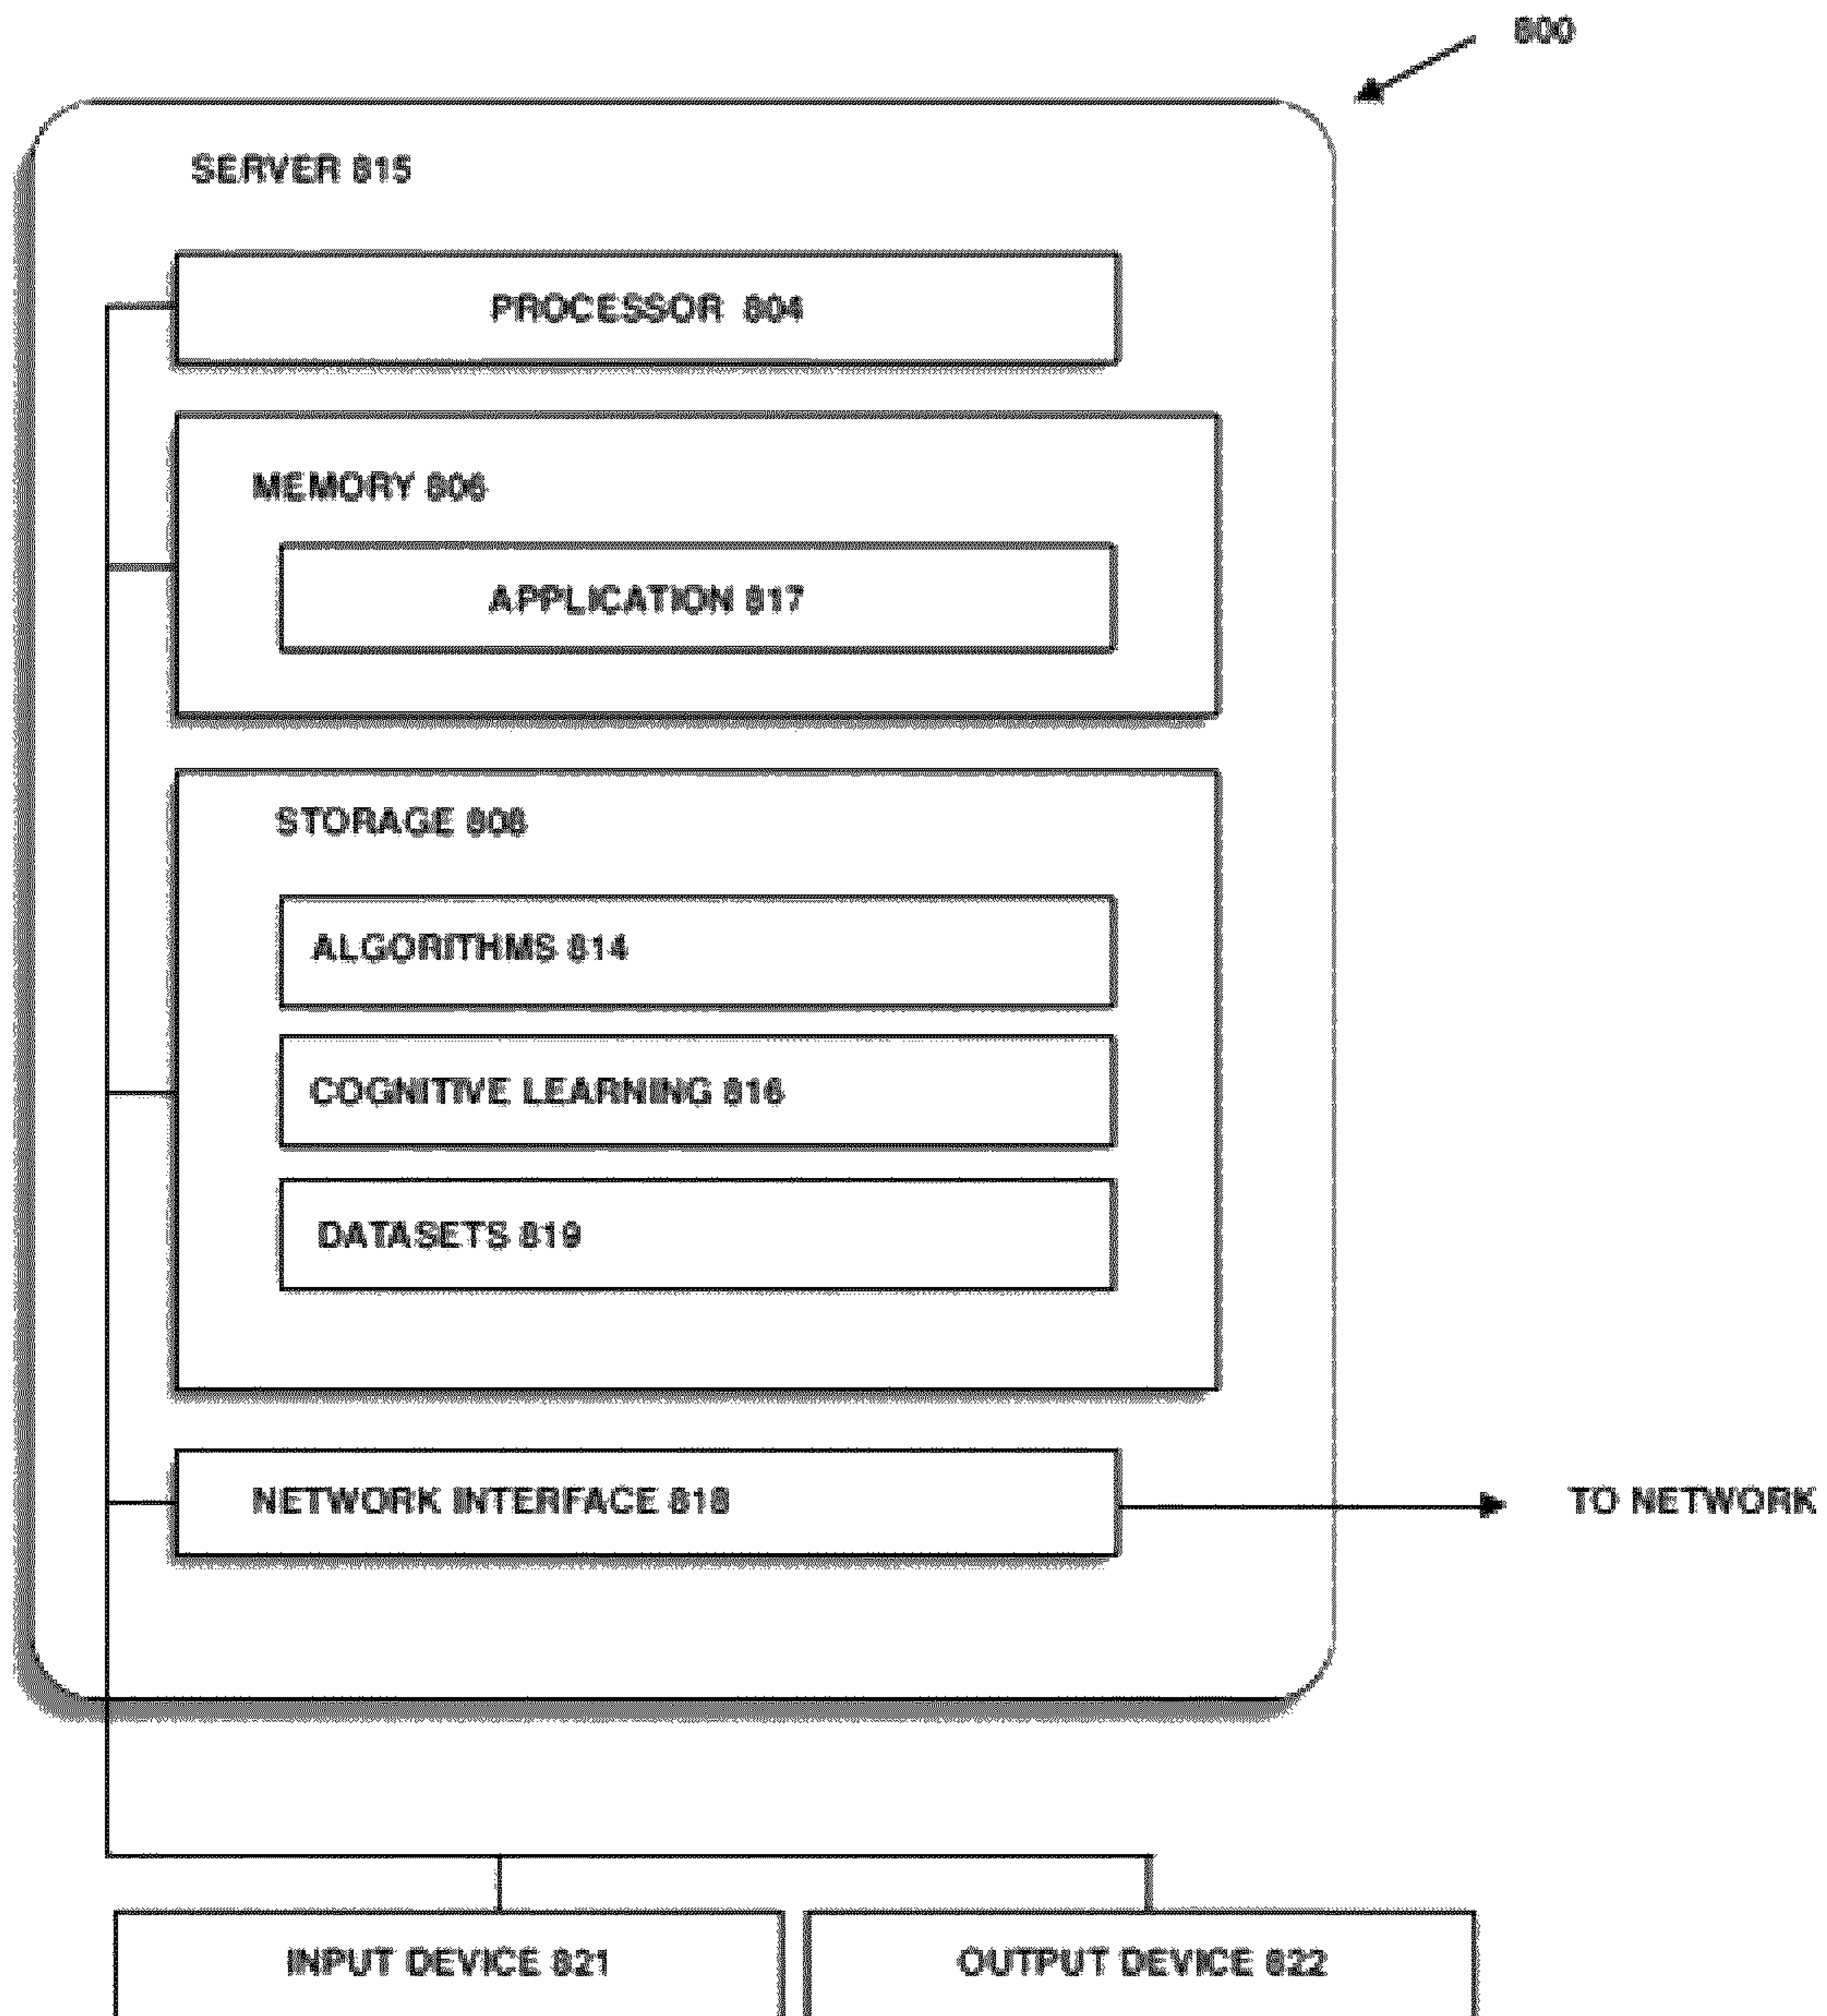 800
SERVER 815
PROCESSOR 804
MEMORY 806
APPLICATION 817
STORAGE 808
ALGORITHMS 814
COGNITIVE LEARNING 816
DATASETS 819
NETWORK INTERFACE 818
TO NETWORK
INPUT DEVICE 821
OUTPUT DEVICE 822